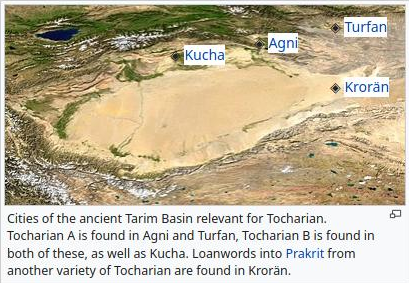 Turfan
Agni
Kucha
Krorän
Cities of the ancient Tarim Basin relevant for Tocharian.
Tocharian A is found in Agni and Turfan, Tocharian B is found in
both of these, as well as Kucha. Loanwords into Prakrit from
another variety of Tocharian are found in Krorän.